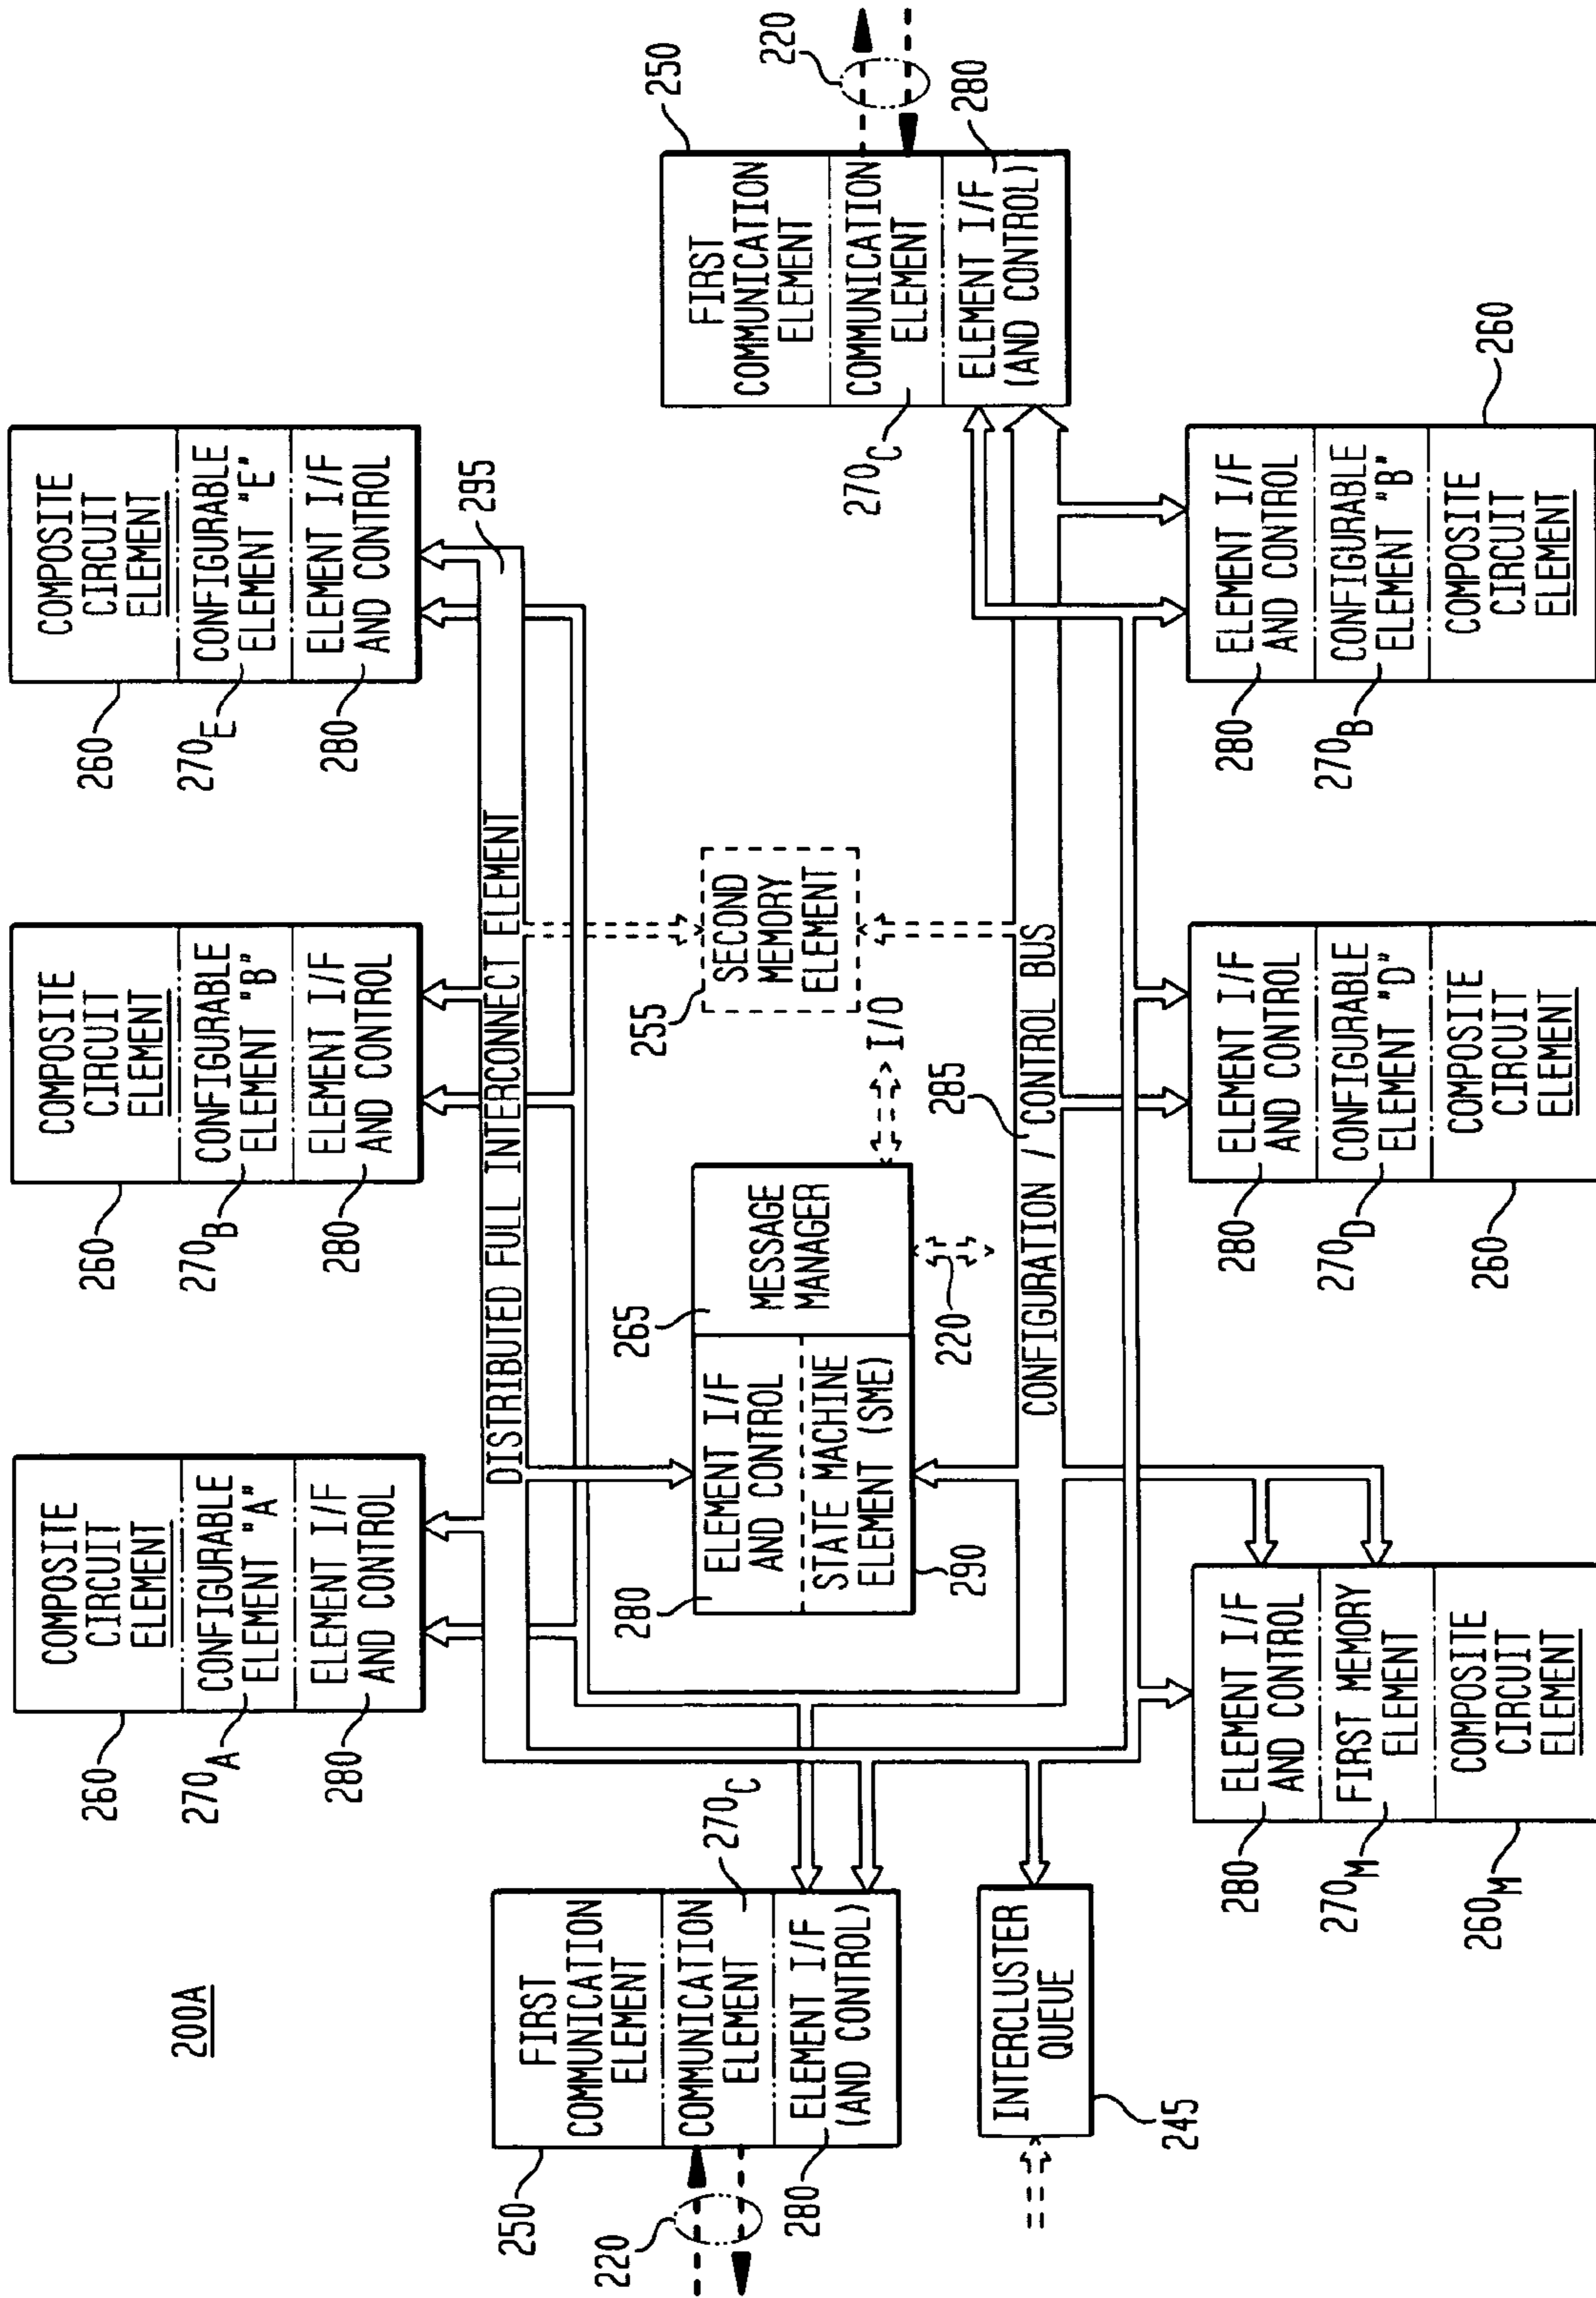 200A
COMPOSITE
CIRCUIT
ELEMENT
CONFIGURABLE
ELEMENT "A"
ELEMENT I/F
AND CONTROL
260
270A
280
COMPOSITE
CIRCUIT
ELEMENT
CONFIGURABLE
ELEMENT "B"
ELEMENT I/F
AND CONTROL
260
270B
280
COMPOSITE
CIRCUIT
ELEMENT
CONFIGURABLE
ELEMENT "E"
ELEMENT I/F
AND CONTROL
260
270E
280
295
DISTRIBUTED FULL INTERCONNECT ELEMENT
FIRST
COMMUNICATION
ELEMENT
COMMUNICATION
ELEMENT
ELEMENT I/F
(AND CONTROL)
250
220
280
270C
ELEMENT I/F
AND CONTROL
STATE MACHINE
ELEMENT (SME)
MESSAGE
MANAGER
280
265
290
220
I/O
SECOND
MEMORY
ELEMENT
255
285
CONFIGURATION / CONTROL BUS
FIRST
COMMUNICATION
ELEMENT
COMMUNICATION
ELEMENT
ELEMENT I/F
(AND CONTROL)
250
220
280
270C
INTERCLUSTER
QUEUE
245
ELEMENT I/F
AND CONTROL
FIRST MEMORY
ELEMENT
COMPOSITE
CIRCUIT
ELEMENT
280
270M
260M
ELEMENT I/F
AND CONTROL
CONFIGURABLE
ELEMENT "D"
COMPOSITE
CIRCUIT
ELEMENT
280
270D
260
ELEMENT I/F
AND CONTROL
CONFIGURABLE
ELEMENT "B"
COMPOSITE
CIRCUIT
ELEMENT
280
270B
260